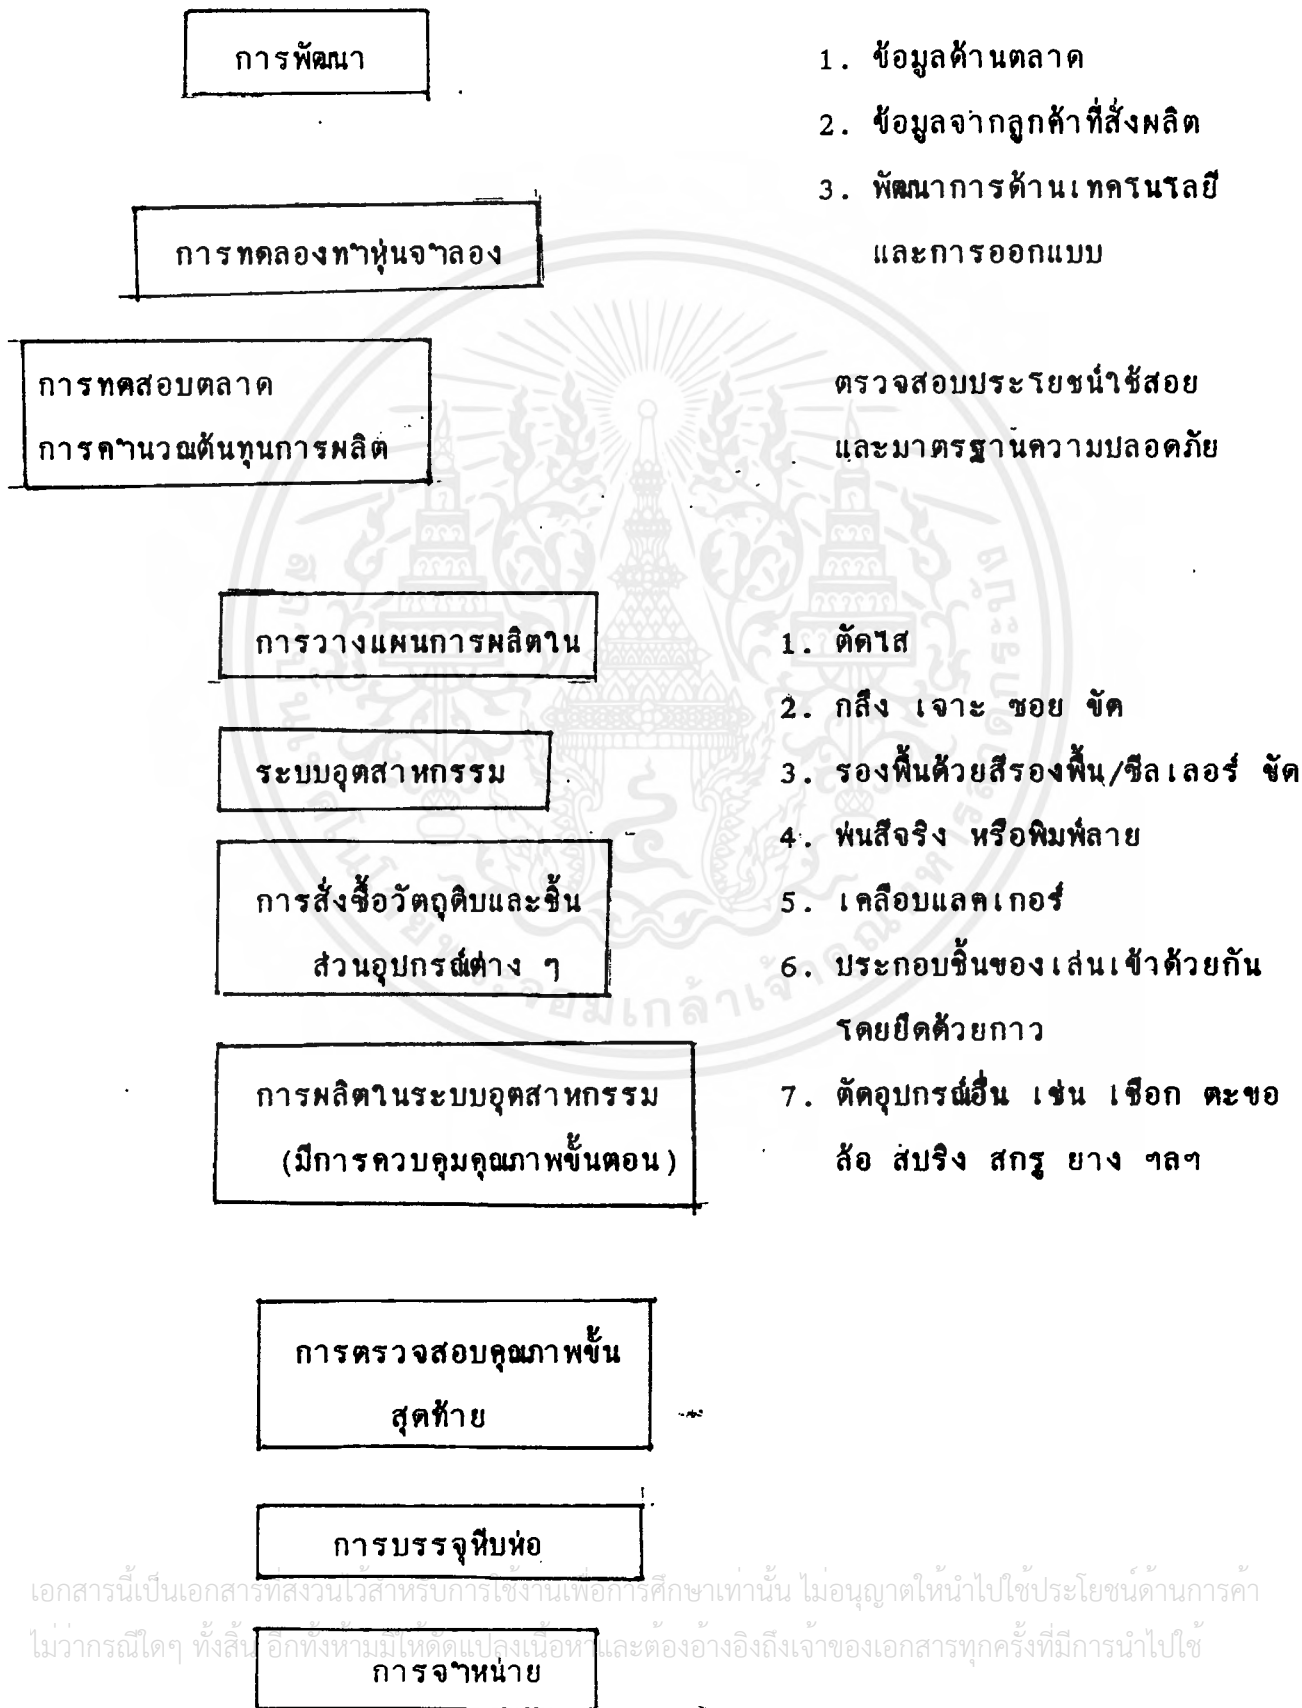 การพัฒนา
1. ข้อมูลด้านตลาด
2. ข้อมูลจากลูกค้าที่สั่งผลิต
3. พัฒนาการด้านเทคโนโลยี
และการออกแบบ
การทดลองทำหุ่นจำลอง
การทดสอบตลาด
การคำนวณต้นทุนการผลิต
ตรวจสอบประโยชน์ใช้สอย
และมาตรฐานความปลอดภัย
การวางแผนการผลิตใน
ระบบอุตสาหกรรม
การสั่งซื้อวัตถุดิบและชิ้น
ส่วนอุปกรณ์ต่าง ๆ
การผลิตในระบบอุตสาหกรรม
(มีการควบคุมคุณภาพขั้นตอน)
1. ตัดไส
2. กลึง เจาะ ซอย ขัด
3. รองพื้นด้วยสีรองพื้น/ซีลเลอร์ ขัด
4. พ่นสีจริง หรือพิมพ์ลาย
5. เคลือบแลคเกอร์
6. ประกอบชิ้นของเล่นเข้าด้วยกัน
โดยยึดด้วยกาว
7. ตัดอุปกรณ์อื่น เช่น เชือก ตะขอ
ล้อ สปริง สกรู ยาง ฯลฯ
การตรวจสอบคุณภาพขั้น
สุดท้าย
การบรรจุหีบห่อ
เอกสารนี้เป็นเอกสารที่สงวนไว้สำหรับการใช้งานเพื่อการศึกษาเท่านั้น ไม่อนุญาตให้นำไปใช้ประโยชน์ด้านการค้า
ไม่ว่ากรณีใดๆ ทั้งสิ้น อีกทั้งห้ามมิให้ดัดแปลงเนื้อหาและต้องอ้างอิงถึงเจ้าของเอกสารทุกครั้งที่มีการนำไปใช้
การจำหน่าย